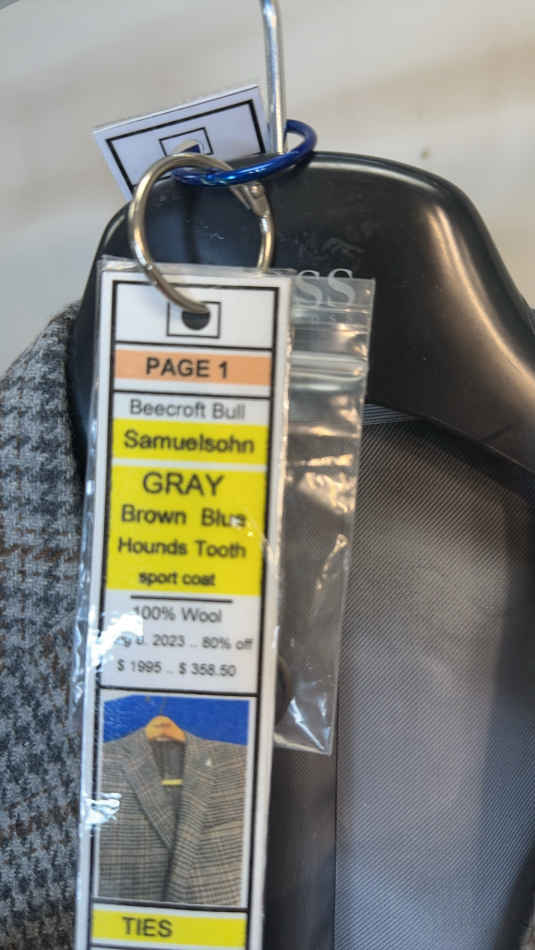 PAGE 1
Beecroft Bull
Samuelsohn
GRAY
Brown Blue
Hounds Tooth
sport coat
100% Wool
2023 .. 80% off
$ 1995 .. $ 358.50
TIES
SS